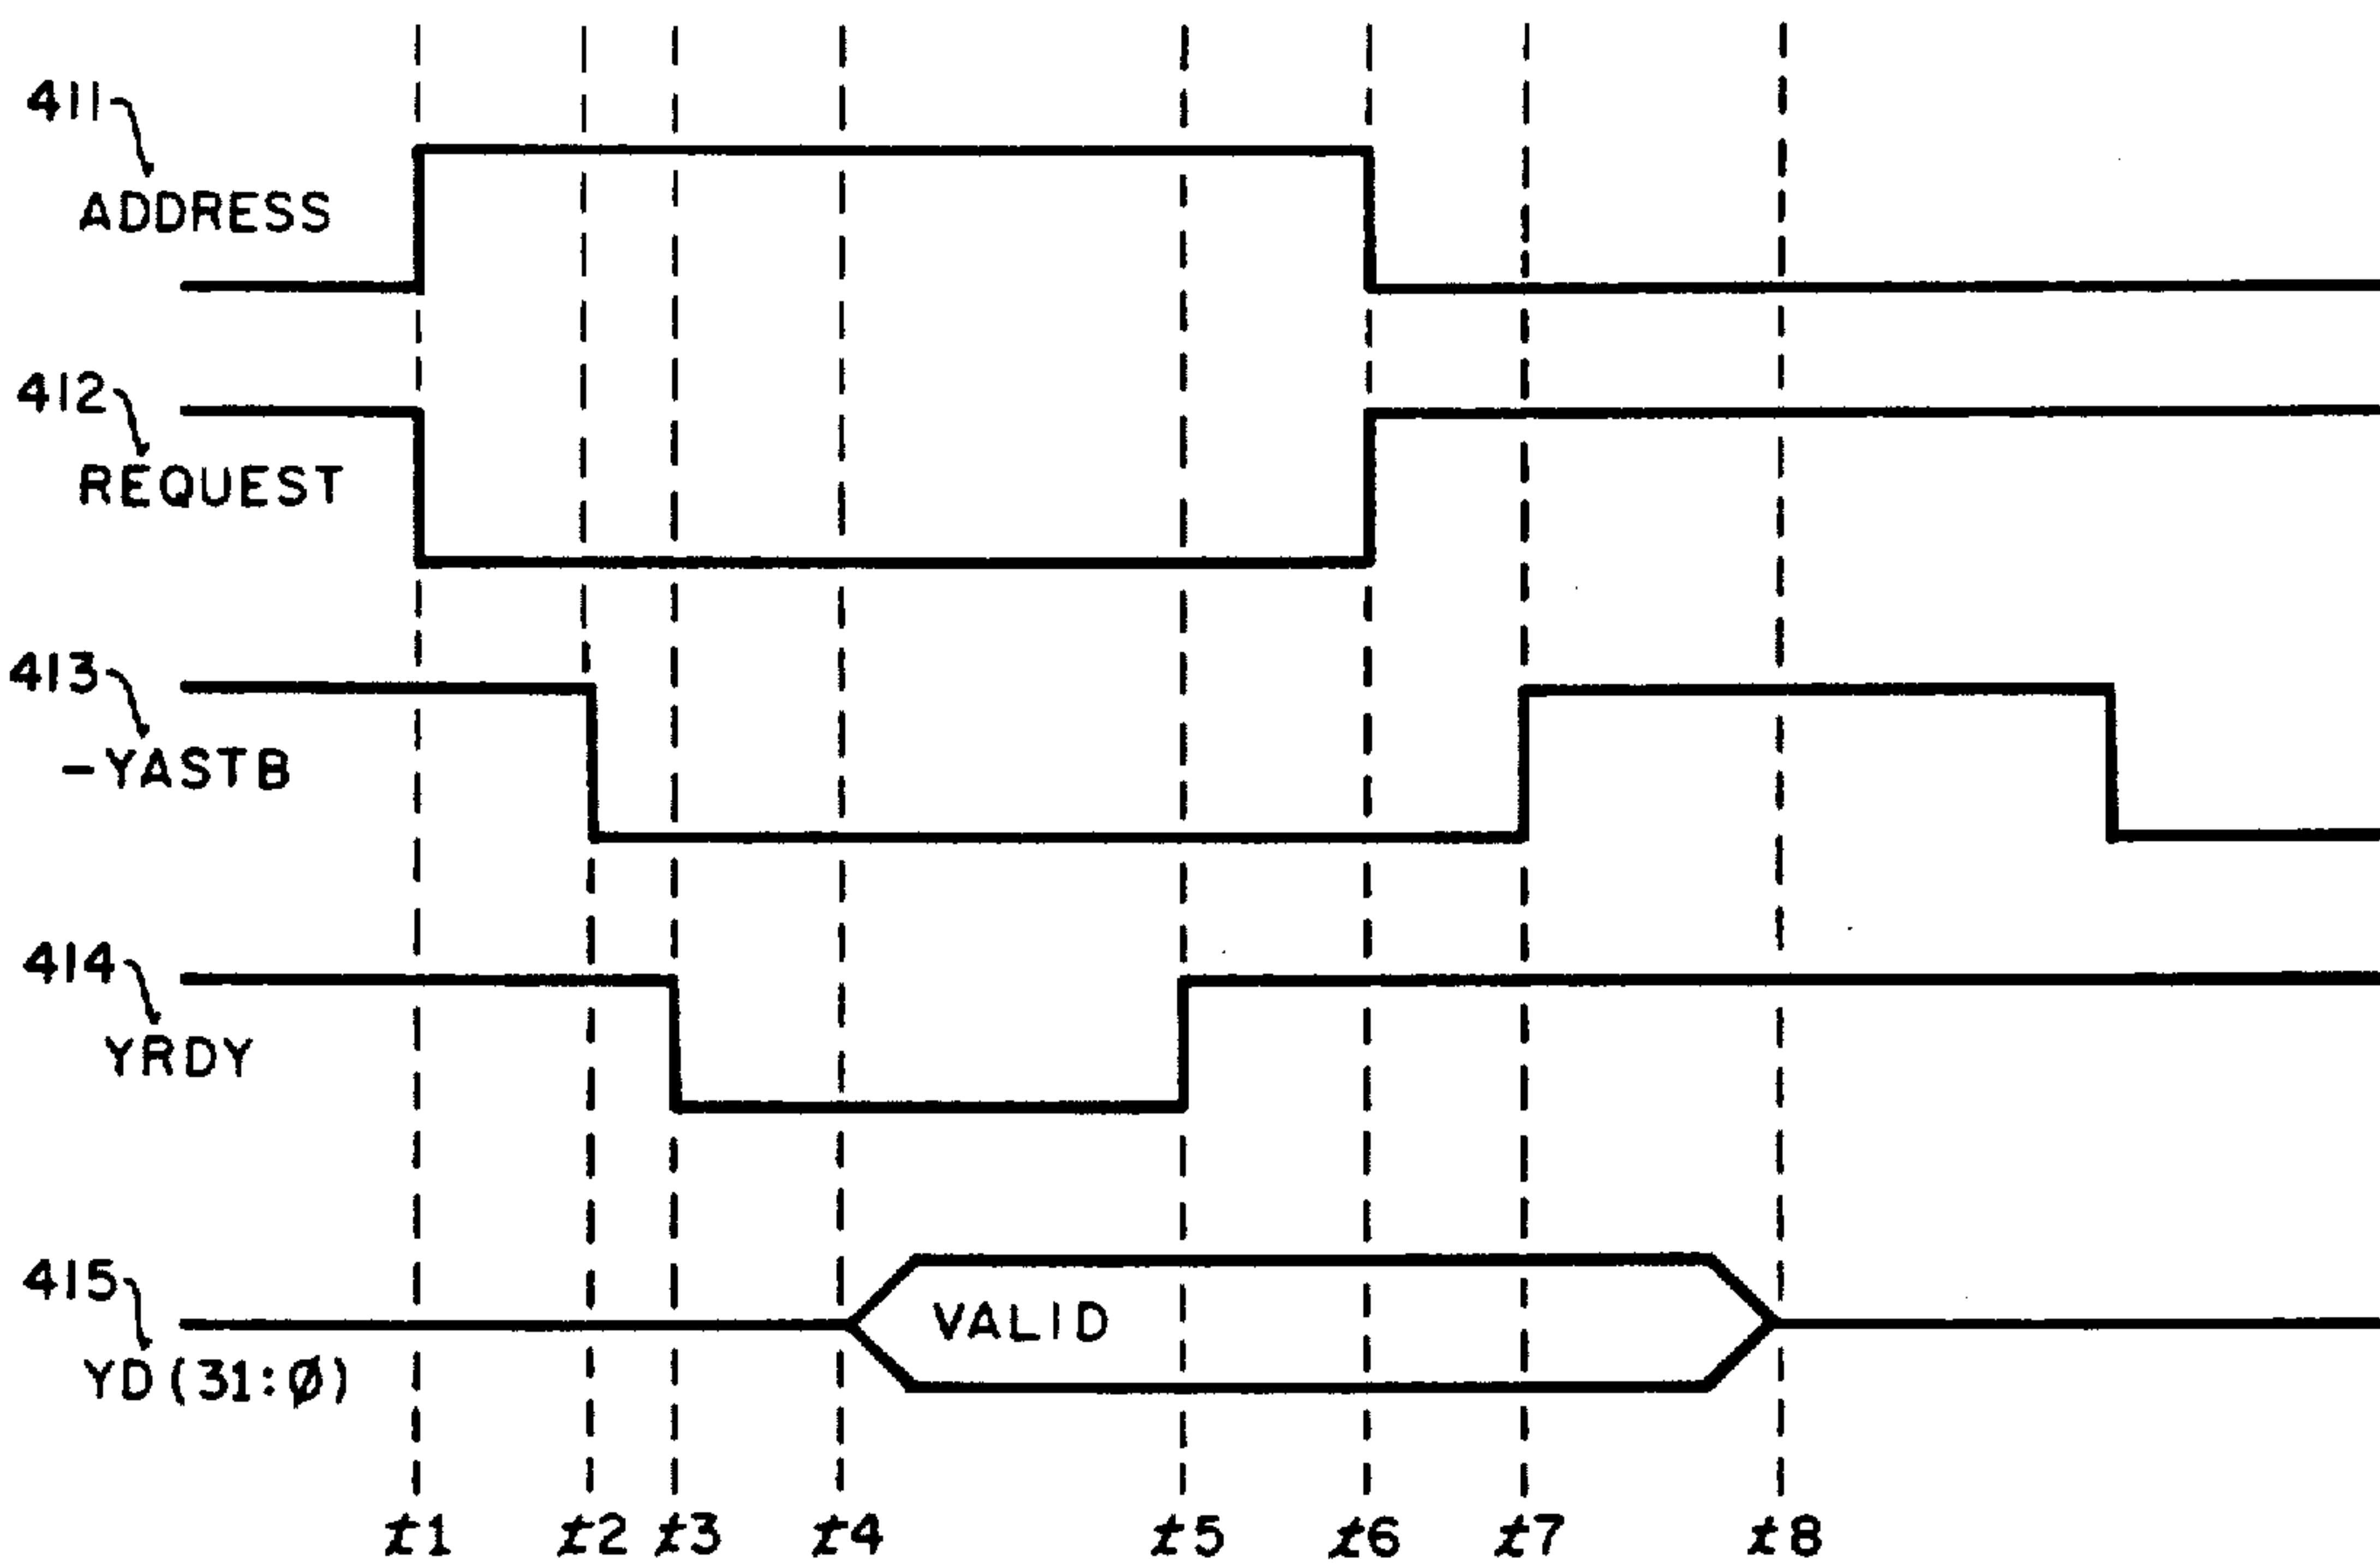 411
ADDRESS
412
REQUEST
413
-YASTB
414
YRDY
415
VALID
YD(31:Ø)
t1 t2 t3 t4 t5 t6 t7 t8